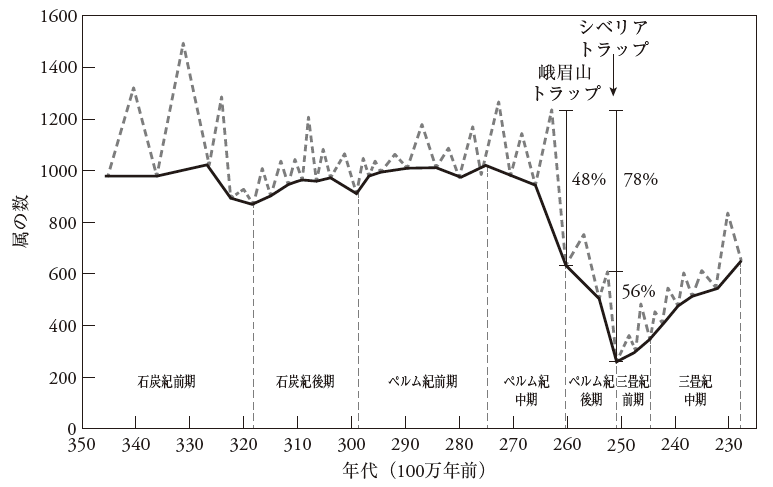 1600
1400
1200
1000
800
600
400
200
0
属の数
シベリア
トラップ
峨眉山
トラップ
48%
78%
56%
石炭紀前期
石炭紀後期
ペルム紀前期
ペルム紀
中期
ペルム紀
後期
三畳紀
前期
三畳紀
中期
350
340
330
320
310
300
290
280
270
260
250
240
230
年代（100万年前）